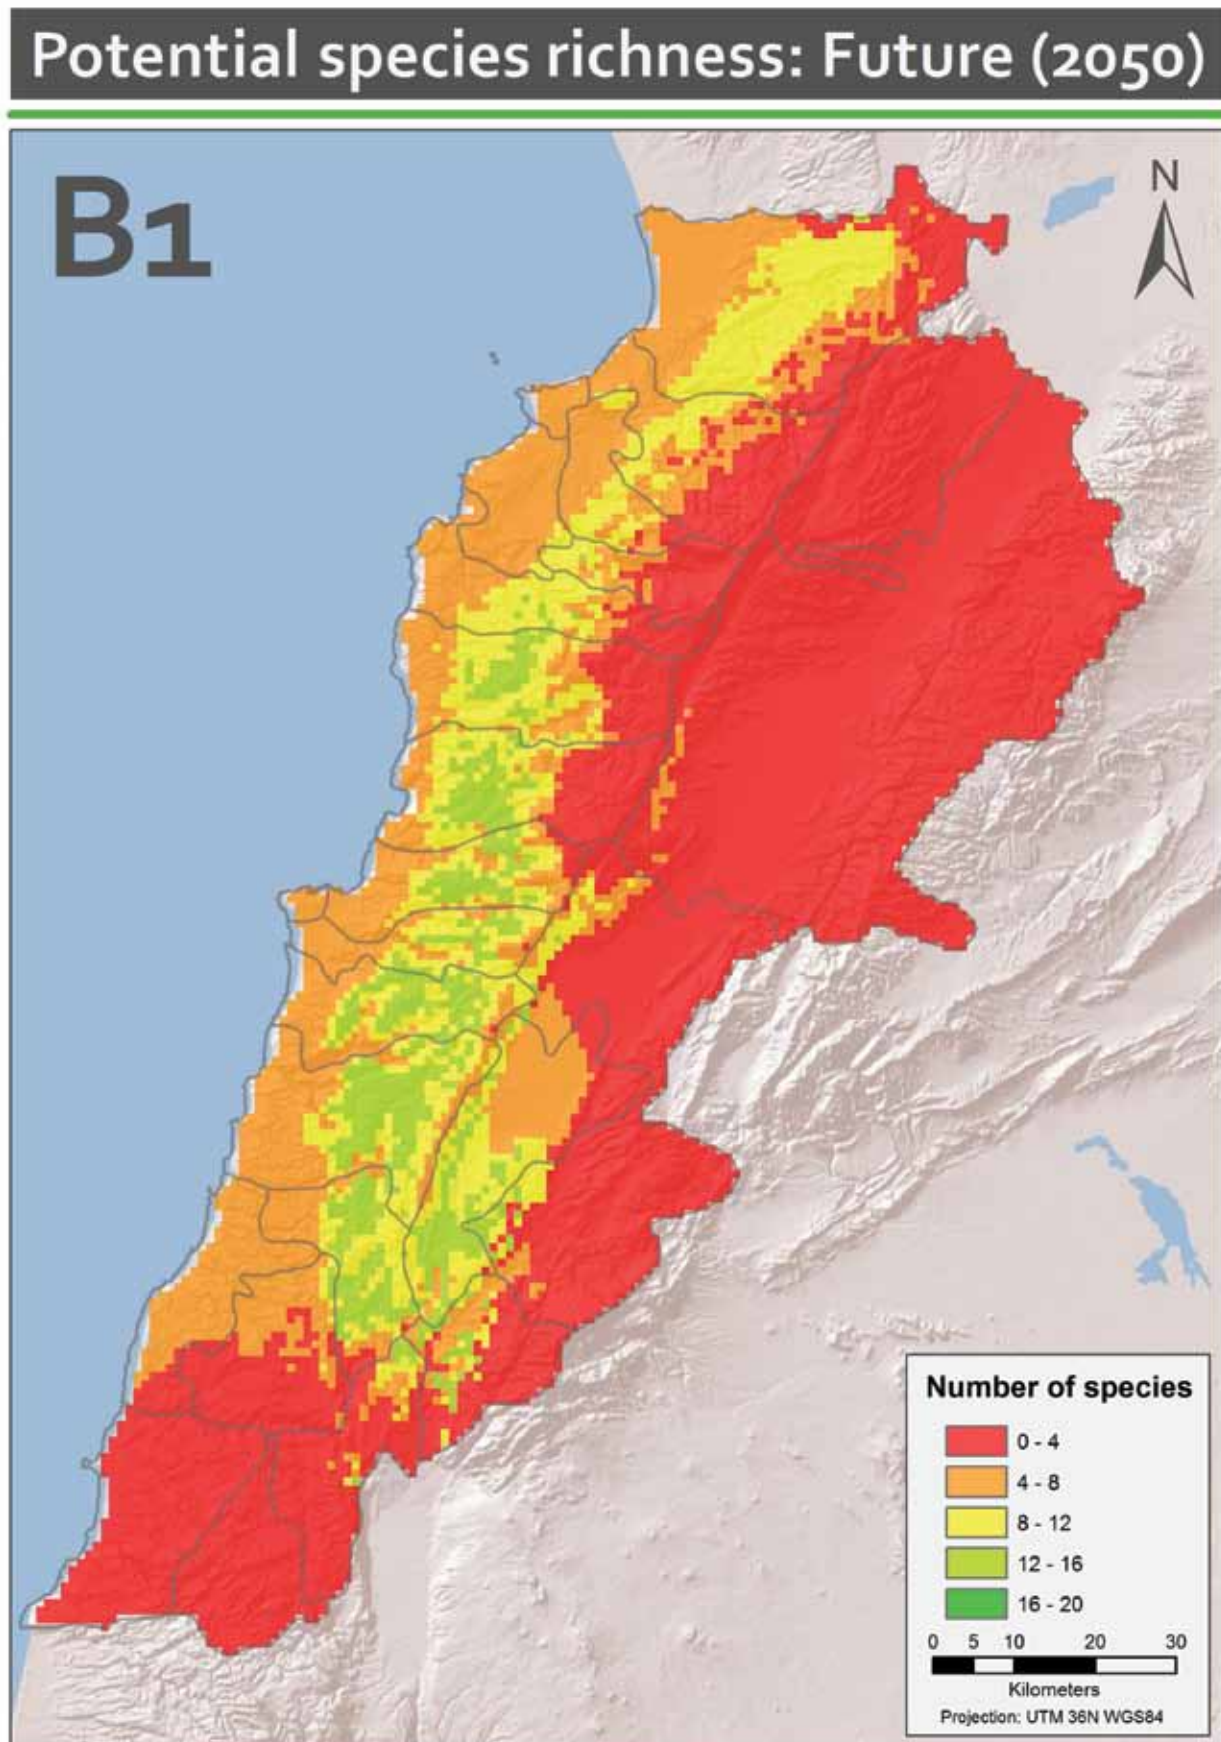 Potential species richness: Future (2050)
B1
N
Number of species
0 - 4
4 - 8
8 - 12
12 - 16
16 - 20
0 5 10 20 30
Kilometers
Projection: UTM 36N WGS84